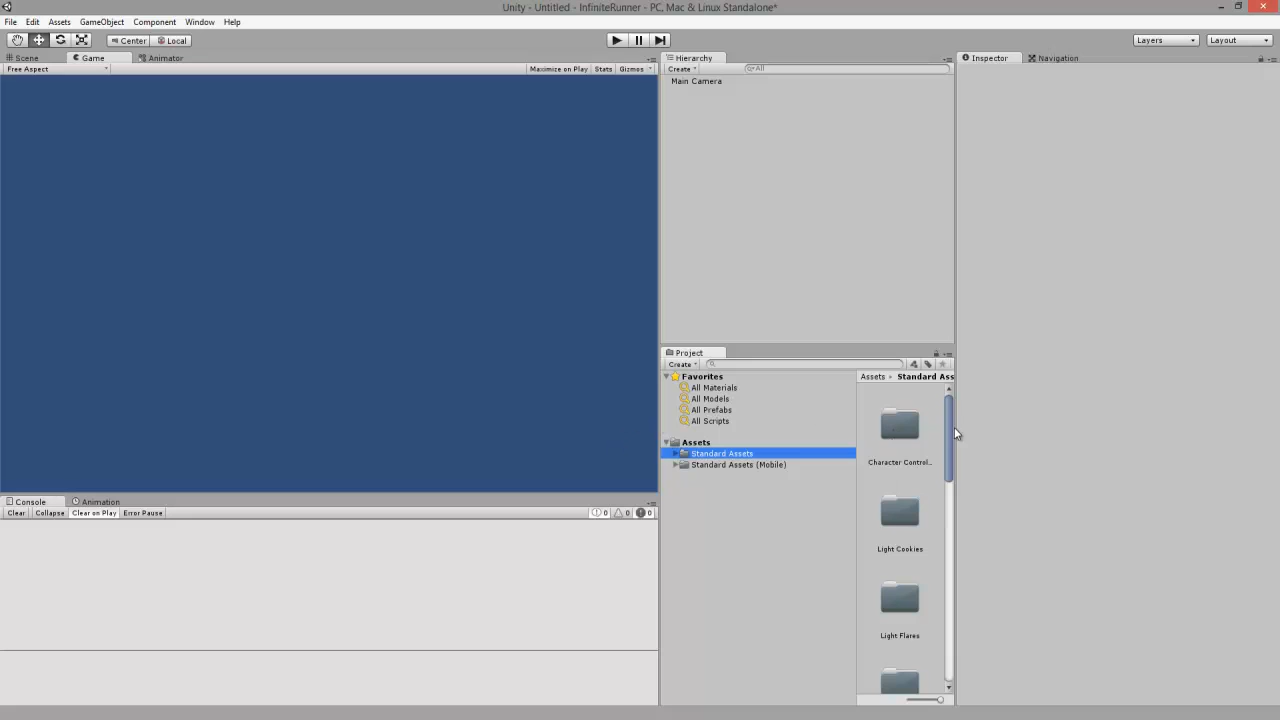 Unity - Untitled - InfiniteRunner - PC, Mac & Linux Standalone*
File Edit Assets GameObject Component Window Help
Center Local Layers Layout
Scene Game Animator Hierarchy Inspector Navigation
Free Aspect Maximize on Play Stats Gizmos Create All
Main Camera
Project
Create
Favorites Assets Standard Ass
All Materials
All Models
All Prefabs
All Scripts
Assets
Standard Assets
Standard Assets (Mobile)
Character Control...
Light Cookies
Light Flares
Console Animation
Clear Collapse Clear on Play Error Pause 0 0 0